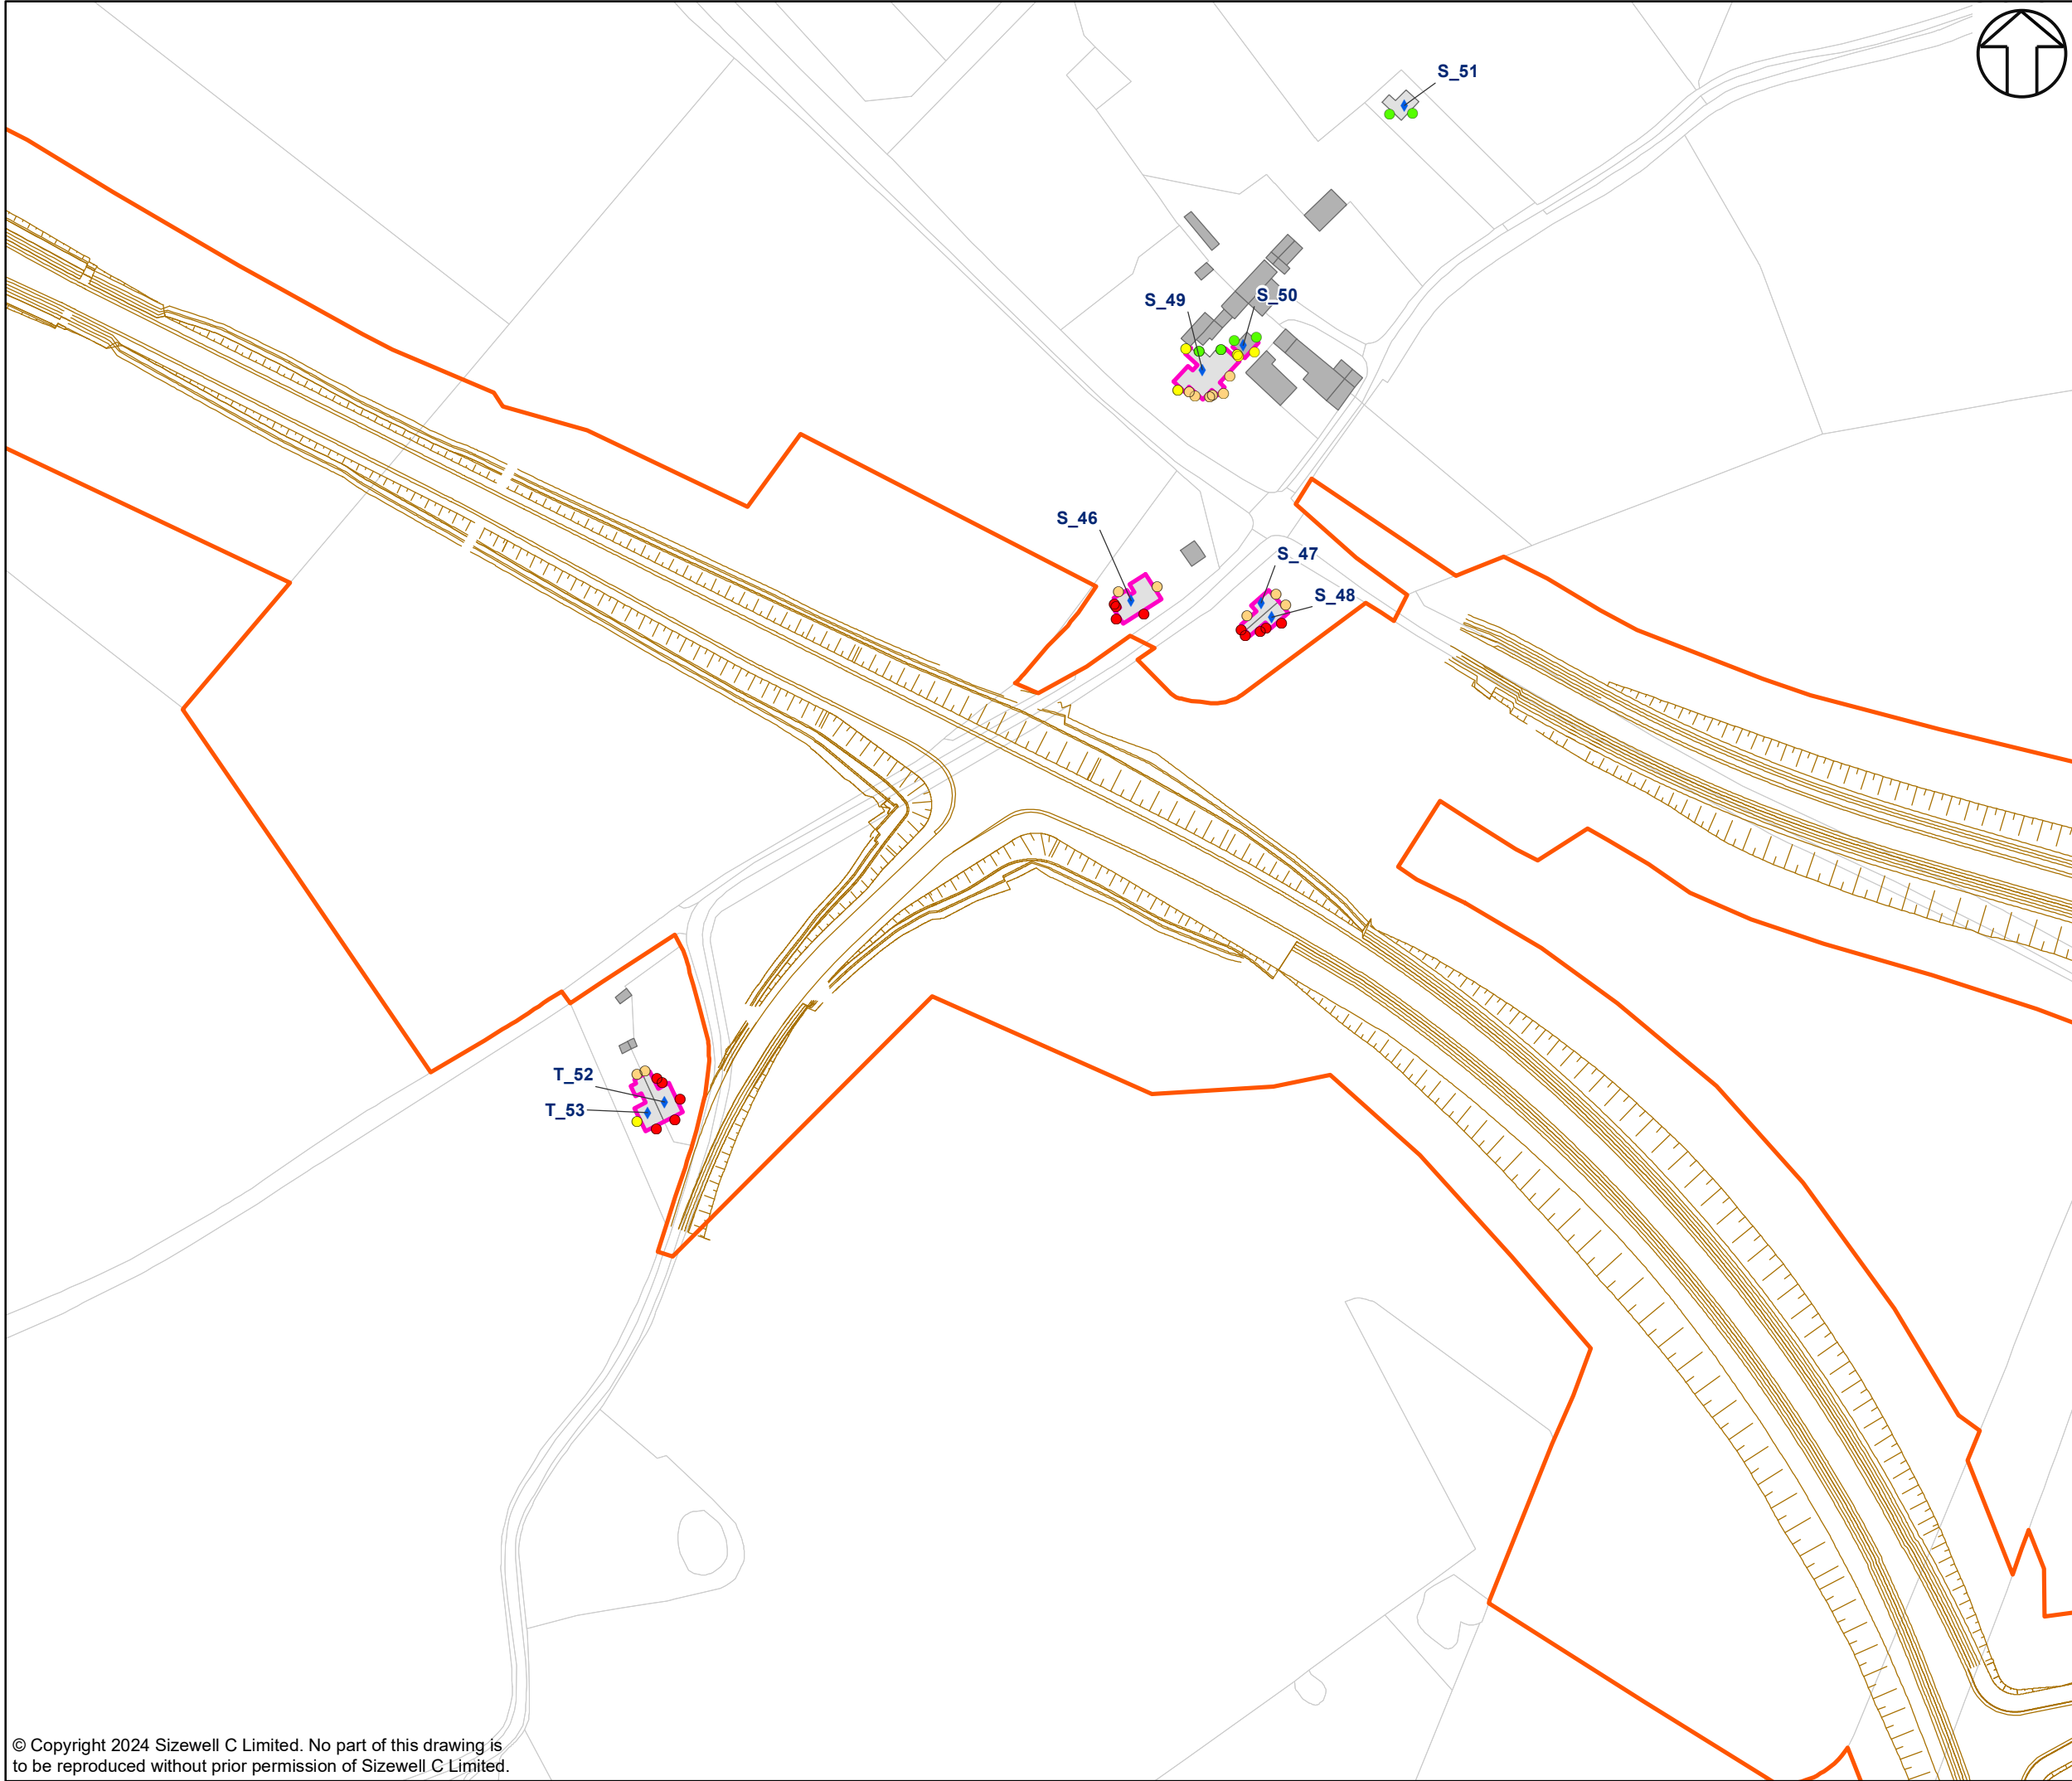 S_51
S_49
S_50
S_46
S_47
S_48
T_52
T_53
© Copyright 2024 Sizewell C Limited. No part of this drawing is
to be reproduced without prior permission of Sizewell C Limited.